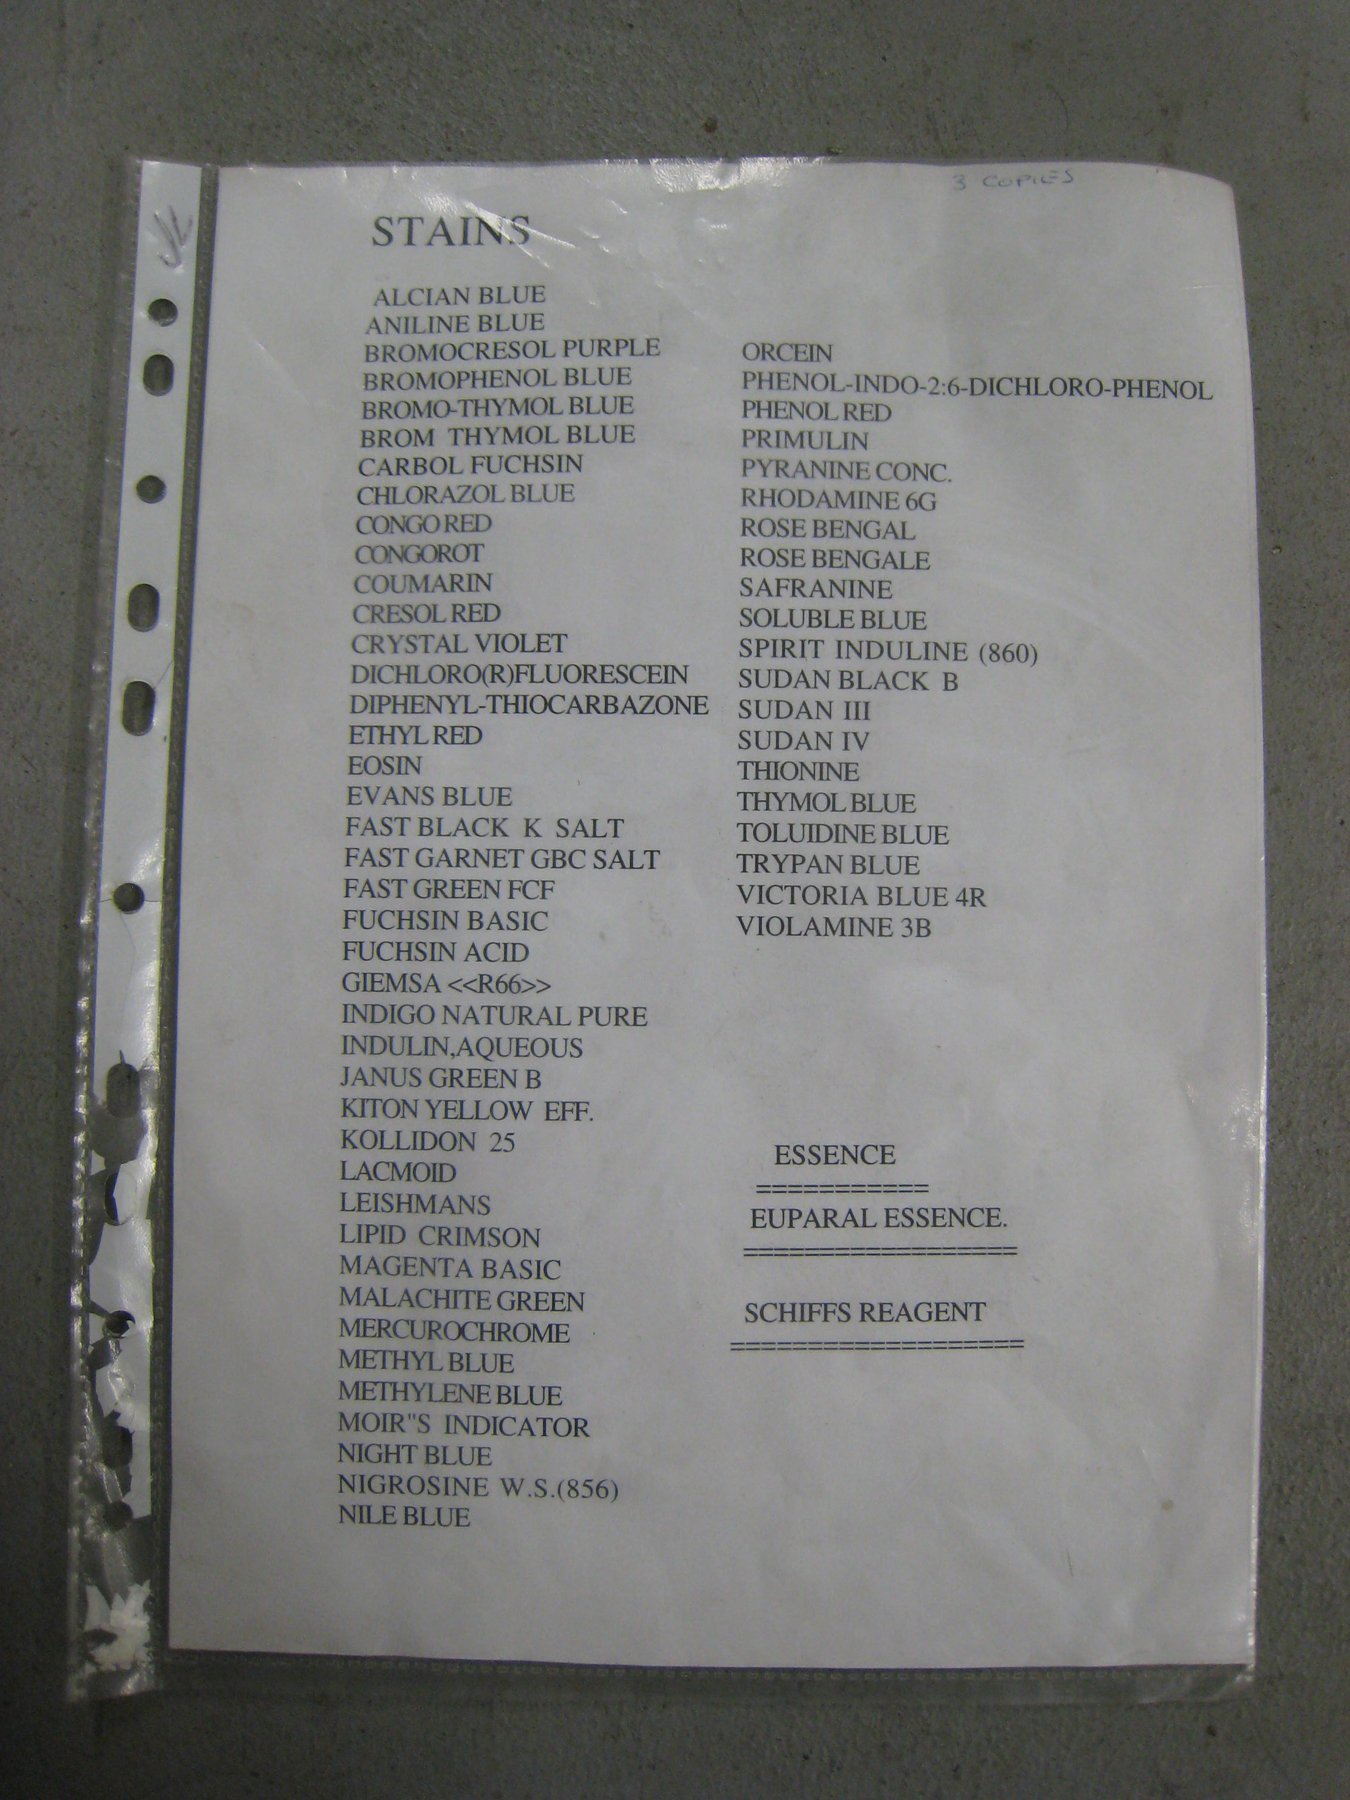 3 COPIES
STAINS
ALCIAN BLUE
ANILINE BLUE
BROMOCRESOL PURPLE
BROMOPHENOL BLUE
BROMO-THYMOL BLUE
BROM THYMOL BLUE
CARBOL FUCHSIN
CHLORAZOL BLUE
CONGO RED
CONGOROT
COUMARIN
CRESOL RED
CRYSTAL VIOLET
DICHLORO(R)FLUORESCEIN
DIPHENYL-THIOCARBAZONE
ETHYL RED
EOSIN
EVANS BLUE
FAST BLACK K SALT
FAST GARNET GBC SALT
FAST GREEN FCF
FUCHSIN BASIC
FUCHSIN ACID
GIEMSA <<R66>>
INDIGO NATURAL PURE
INDULIN,AQUEOUS
JANUS GREEN B
KITON YELLOW EFF.
KOLLIDON 25
LACMOID
LEISHMANS
LIPID CRIMSON
MAGENTA BASIC
MALACHITE GREEN
MERCUROCHROME
METHYL BLUE
METHYLENE BLUE
MOIR"S INDICATOR
NIGHT BLUE
NIGROSINE W.S.(856)
NILE BLUE
ORCEIN
PHENOL-INDO-2:6-DICHLORO-PHENOL
PHENOL RED
PRIMULIN
PYRANINE CONC.
RHODAMINE 6G
ROSE BENGAL
ROSE BENGALE
SAFRANINE
SOLUBLE BLUE
SPIRIT INDULINE (860)
SUDAN BLACK B
SUDAN III
SUDAN IV
THIONINE
THYMOL BLUE
TOLUIDINE BLUE
TRYPAN BLUE
VICTORIA BLUE 4R
VIOLAMINE 3B
ESSENCE
===========
EUPARAL ESSENCE.
==================
SCHIFFS REAGENT
===================